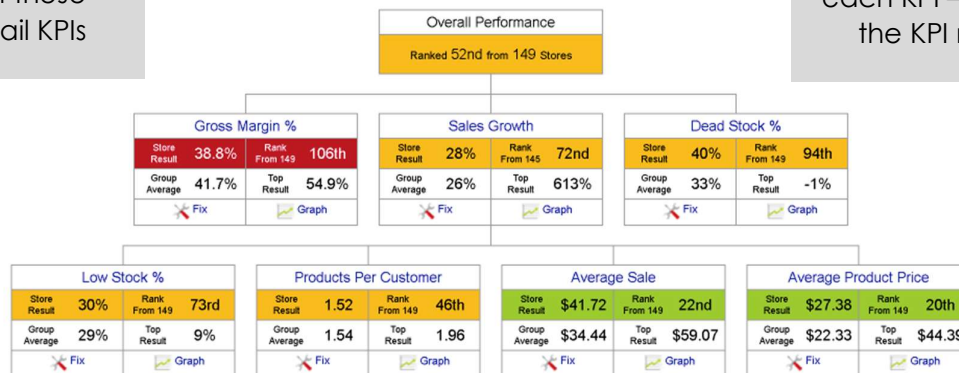 ail KPIs
each KPI
the KPI
Overall Performance
Ranked 52nd from 149 Stores
Gross Margin %
Store Result 38.8% Rank From 149 106th
Group Average 41.7% Top Result 54.9%
Fix Graph
Sales Growth
Store Result 28% Rank From 145 72nd
Group Average 26% Top Result 613%
Fix Graph
Dead Stock %
Store Result 40% Rank From 149 94th
Group Average 33% Top Result -1%
Fix Graph
Low Stock %
Store Result 30% Rank From 149 73rd
Group Average 29% Top Result 9%
Fix Graph
Products Per Customer
Store Result 1.52 Rank From 149 46th
Group Average 1.54 Top Result 1.96
Fix Graph
Average Sale
Store Result $41.72 Rank From 149 22nd
Group Average $34.44 Top Result $59.07
Fix Graph
Average Product Price
Store Result $27.38 Rank From 149 20th
Group Average $22.33 Top Result $44.39
Fix Graph